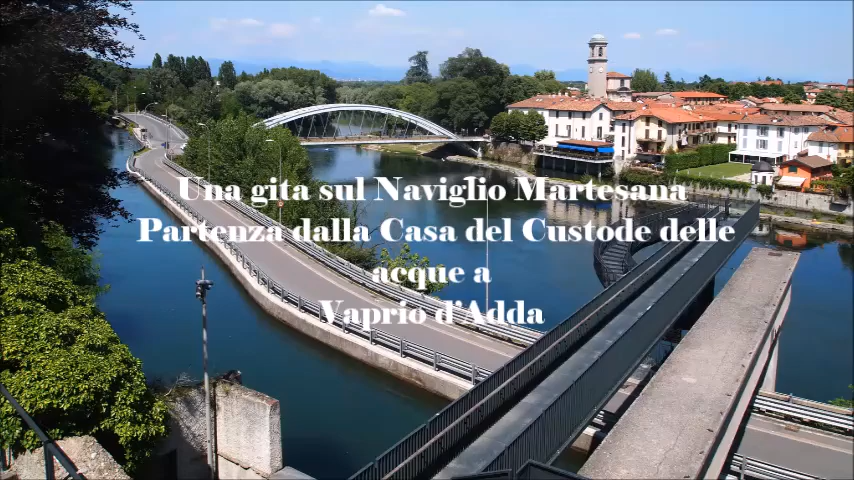 Una gita sul Naviglio Martesana
Partenza dalla Casa del Custode delle
acque a
Vaprio d'Adda